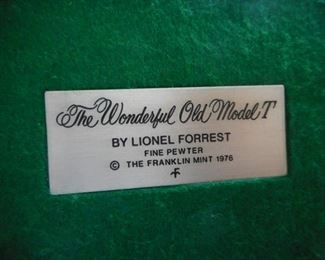 The Wonderful Old Model T
BY LIONEL FORREST
FINE PEWTER
© THE FRANKLIN MINT 1976